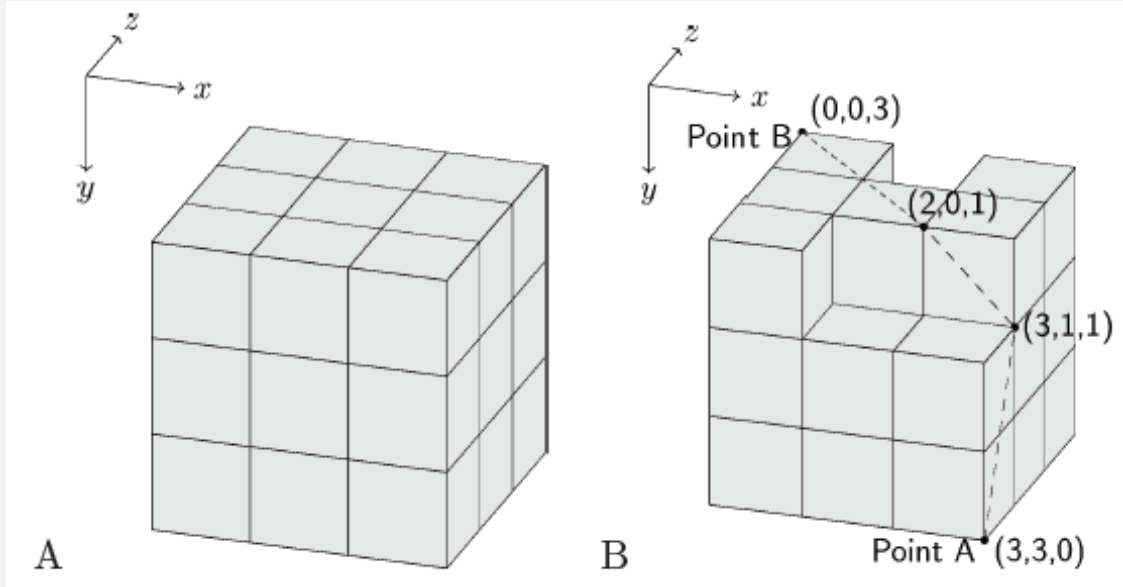 z
x
y
A
z
x
y
(0,0,3)
Point B
(2,0,1)
(3,1,1)
B
Point A (3,3,0)